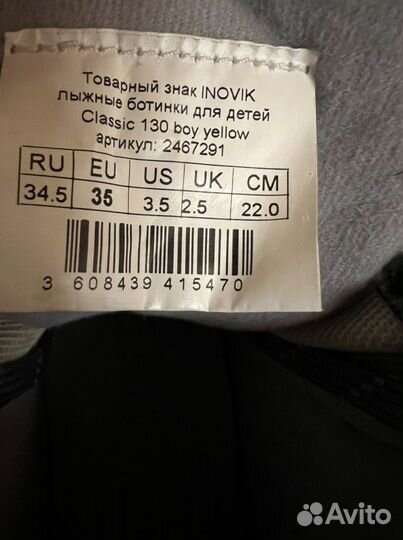 Товарный знак INOVIK
лыжные ботинки для детей
Classic 130 boy yellow
артикул: 2467291
RU EU US UK CM
34.5 35 3.5 2.5 22.0
3 608439 415470
Avito